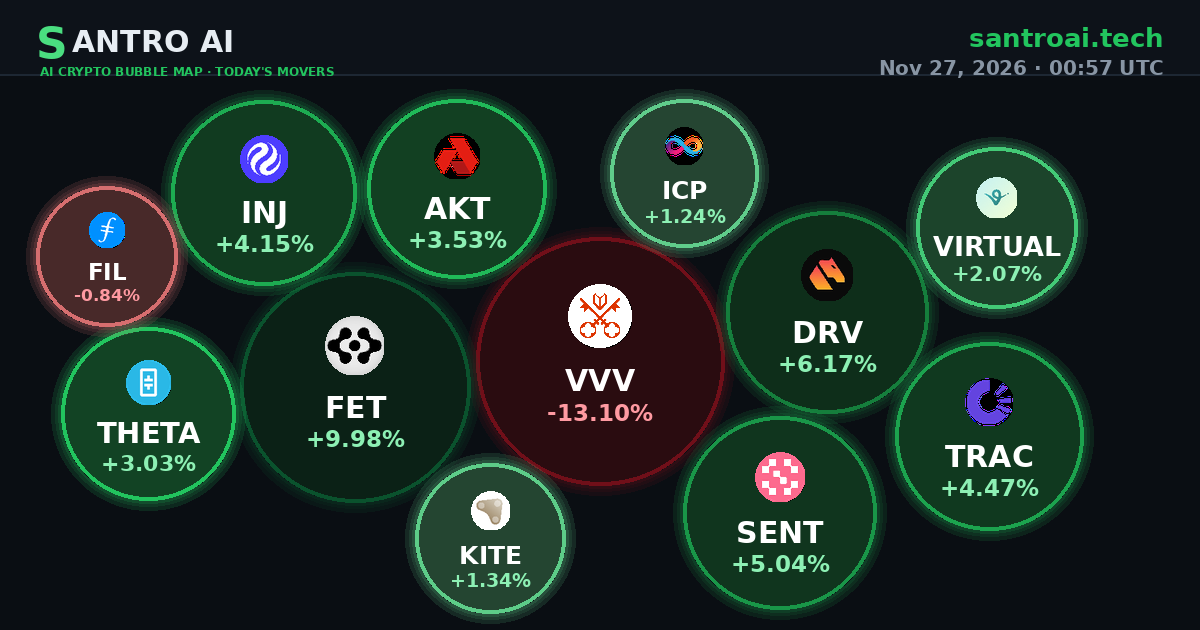 SANTRO AI
AI CRYPTO BUBBLE MAP · TODAY'S MOVERS
santroai.tech
Nov 27, 2026 · 00:57 UTC
INJ
+4.15%
AKT
+3.53%
ICP
+1.24%
VIRTUAL
+2.07%
FIL
-0.84%
DRV
+6.17%
VVV
-13.10%
FET
+9.98%
THETA
+3.03%
TRAC
+4.47%
SENT
+5.04%
KITE
+1.34%